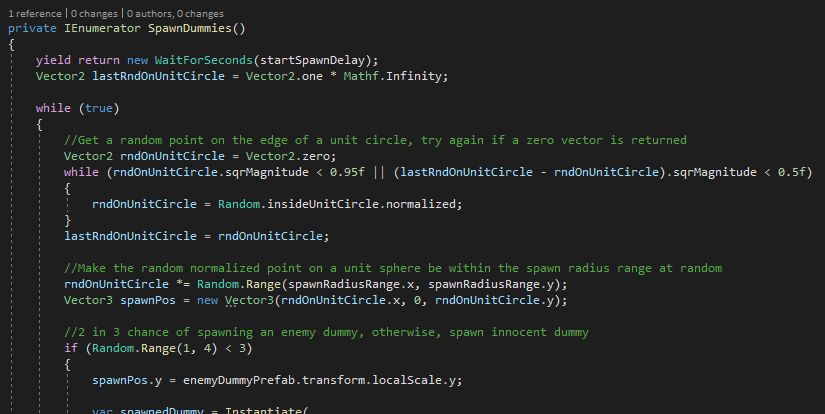 1 reference | 0 changes | 0 authors, 0 changes
private IEnumerator SpawnDummies()
{
yield return new WaitForSeconds(startSpawnDelay);
Vector2 lastRndOnUnitCircle = Vector2.one * Mathf.Infinity;
while (true)
{
//Get a random point on the edge of a unit circle, try again if a zero vector is returned
Vector2 rndOnUnitCircle = Vector2.zero;
while (rndOnUnitCircle.sqrMagnitude < 0.95f || (lastRndOnUnitCircle - rndOnUnitCircle).sqrMagnitude < 0.5f)
{
rndOnUnitCircle = Random.insideUnitCircle.normalized;
}
lastRndOnUnitCircle = rndOnUnitCircle;
//Make the random normalized point on a unit sphere be within the spawn radius range at random
rndOnUnitCircle *= Random.Range(spawnRadiusRange.x, spawnRadiusRange.y);
Vector3 spawnPos = new Vector3(rndOnUnitCircle.x, 0, rndOnUnitCircle.y);
//2 in 3 chance of spawning an enemy dummy, otherwise, spawn innocent dummy
if (Random.Range(1, 4) < 3)
{
spawnPos.y = enemyDummyPrefab.transform.localScale.y;
var spawnedDummy = Instantiate(